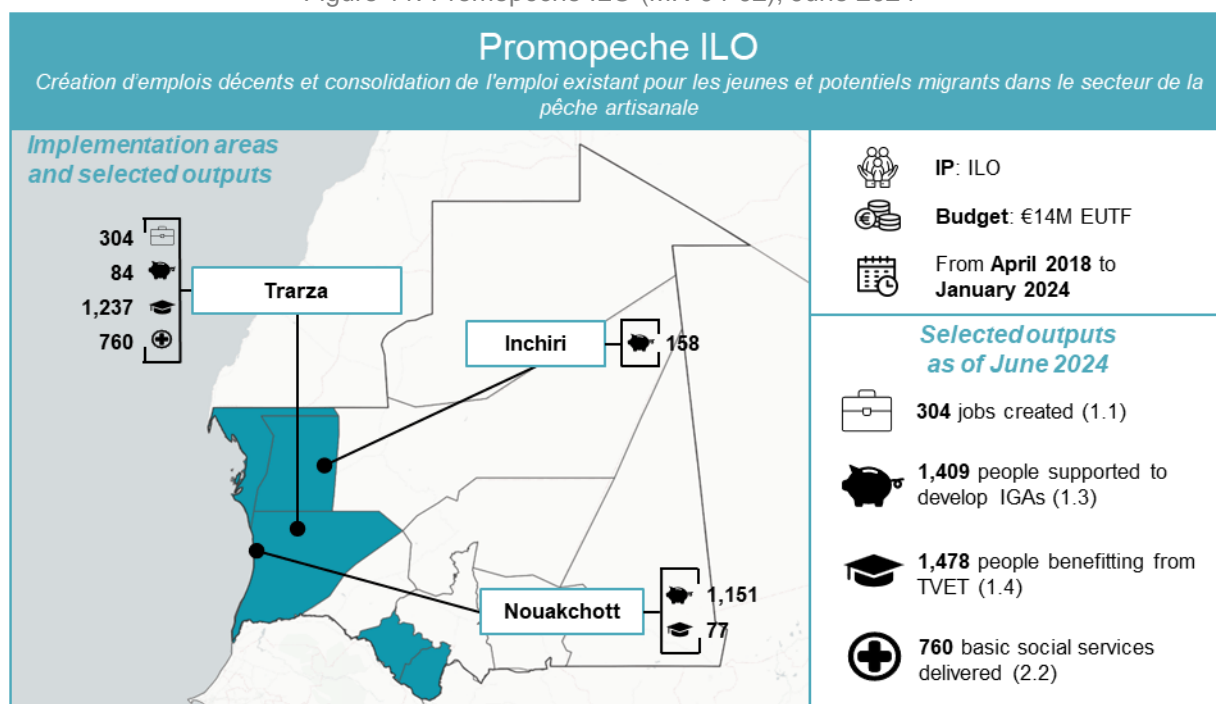 Promopeche ILO
Création d'emplois décents et consolidation de l'emploi existant pour les jeunes et potentiels migrants dans le secteur de la
pêche artisanale
Implementation areas
and selected outputs
304
84
1,237
760
Trarza
Inchiri
158
Nouakchott
1,151
77
IP: ILO
Budget: €14M EUTF
From April 2018 to
January 2024
Selected outputs
as of June 2024
304 jobs created (1.1)
1,409 people supported to
develop IGAs (1.3)
1,478 people benefitting from
TVET (1.4)
760 basic social services
delivered (2.2)